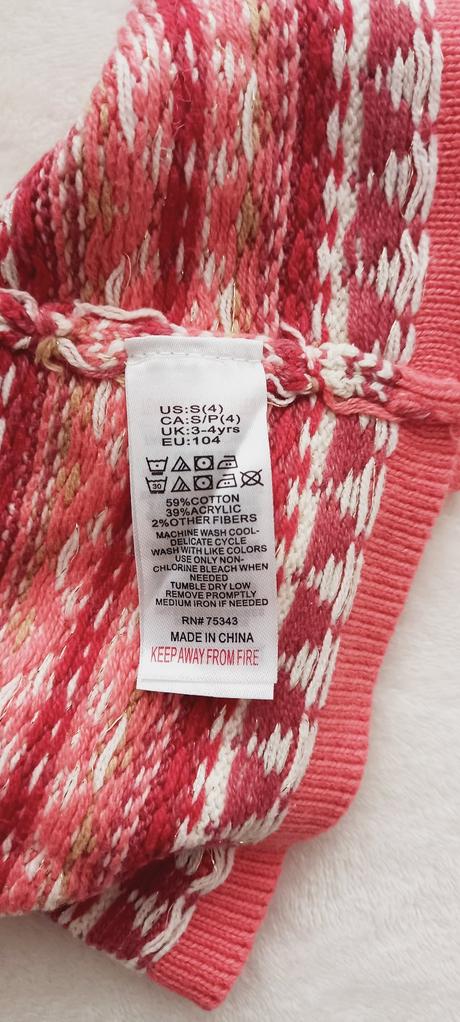 US:S(4)
CA:S/P(4)
UK:3-4yrs
EU:104
30
59%COTTON
39%ACRYLIC
2%OTHER FIBERS
MACHINE WASH COOL-
DELICATE CYCLE
WASH WITH LIKE COLORS
USE ONLY NON-
CHLORINE BLEACH WHEN
NEEDED
TUMBLE DRY LOW
REMOVE PROMPTLY
MEDIUM IRON IF NEEDED
RN# 75343
MADE IN CHINA
KEEP AWAY FROM FIRE